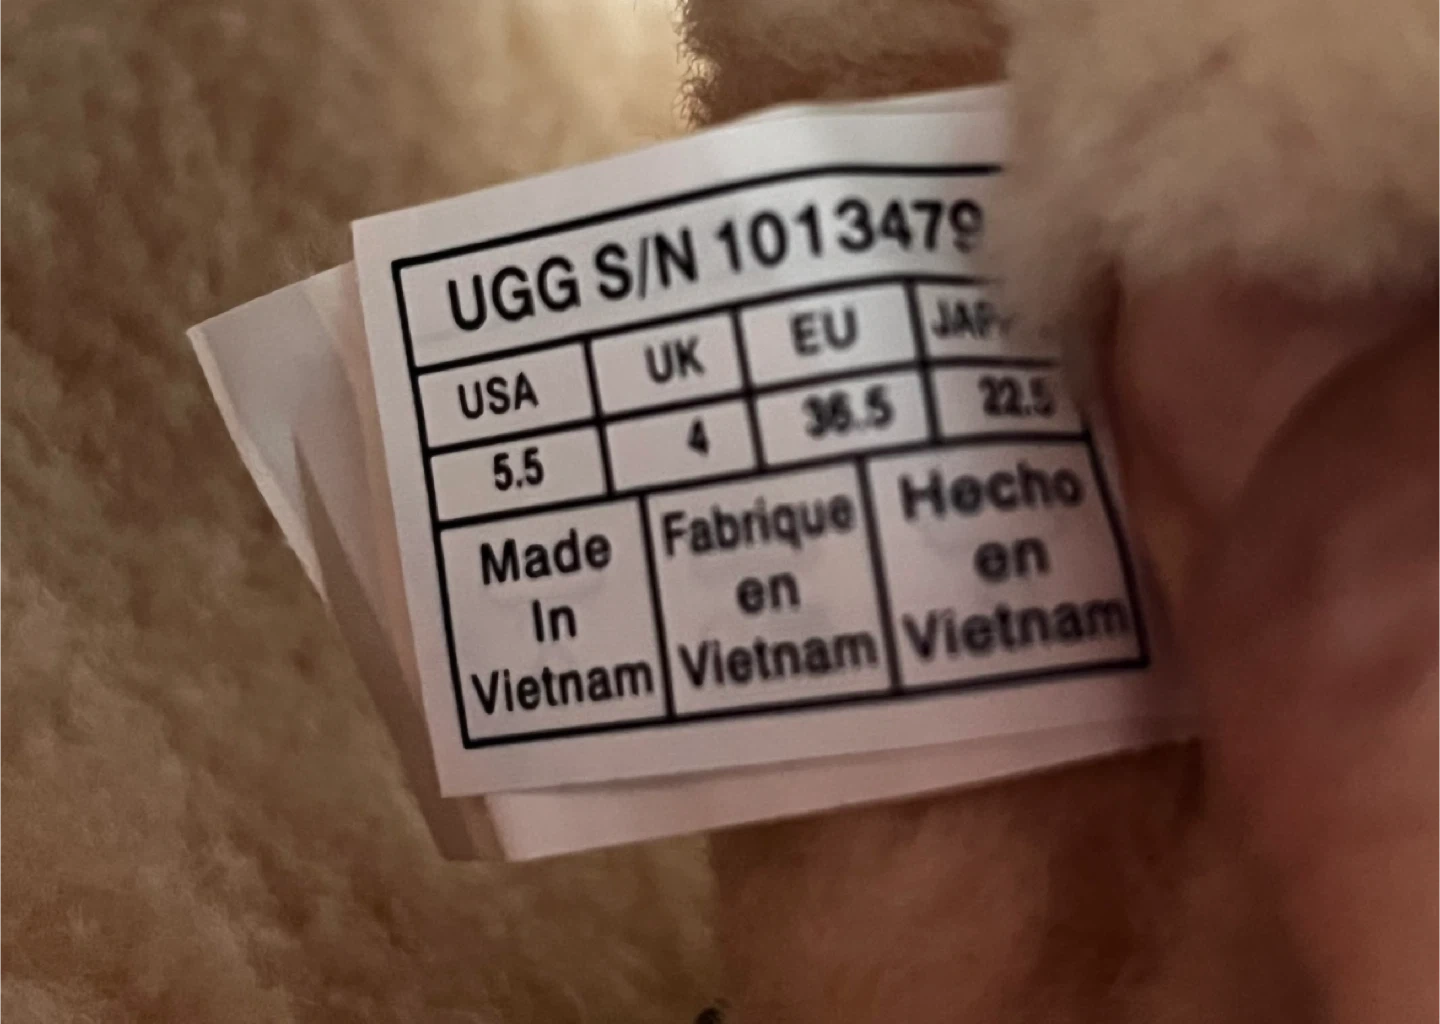 UGG S/N 1013479
USA UK EU
5.5 4 36.5 22.5
Made Fabrique Hecho
In en en
Vietnam Vietnam Vietnam